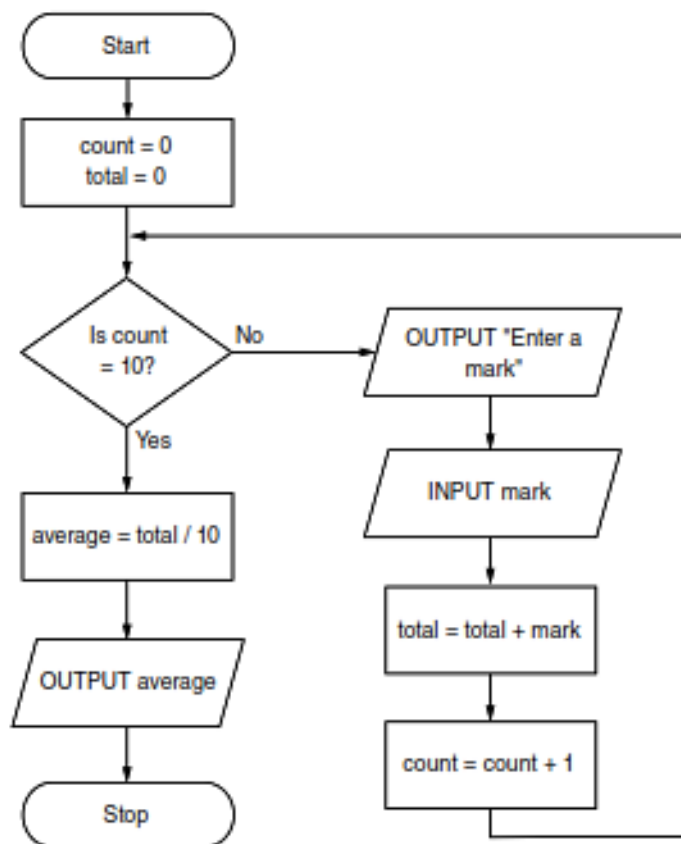 Start
count = 0
total = 0
Is count
= 10?
No
Yes
average = total / 10
OUTPUT average
Stop
OUTPUT "Enter a
mark"
INPUT mark
total = total + mark
count = count + 1